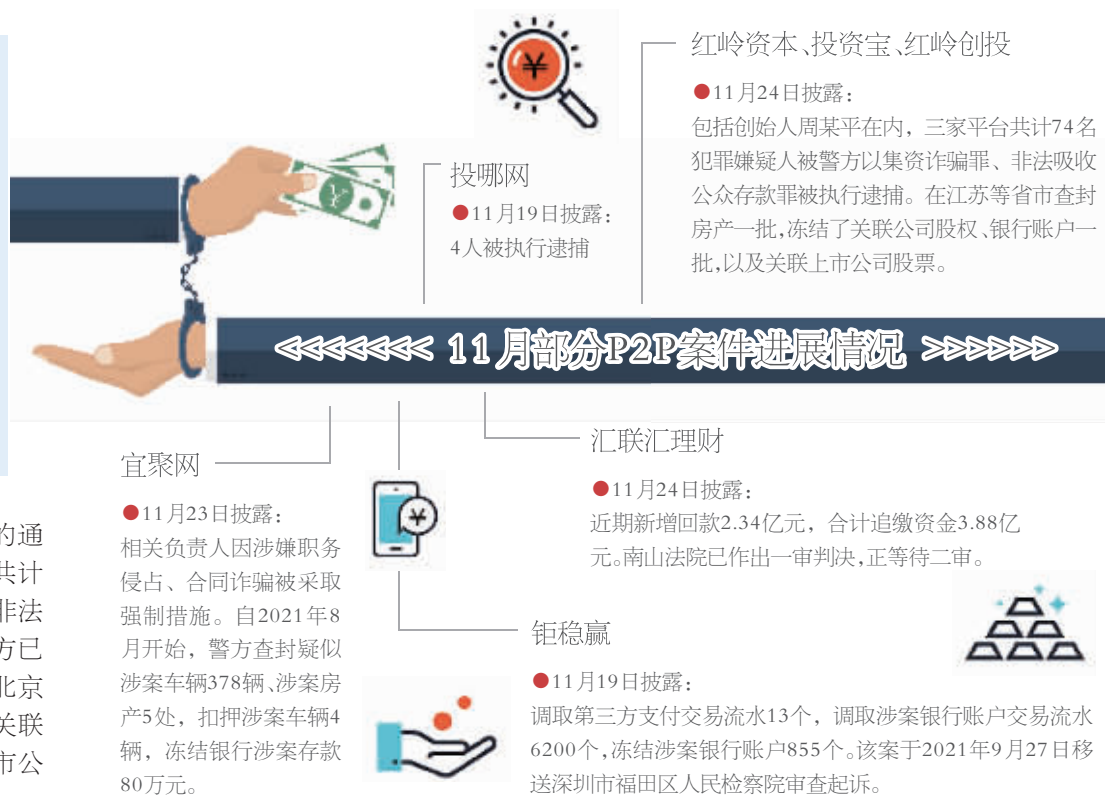 红岭资本、投资宝、红岭创投
●11月24日披露：
包括创始人周某平在内，三家平台共计74名
犯罪嫌疑人被警方以集资诈骗罪、非法吸收
公众存款罪被执行逮捕。在江苏等省市查封
房产一批,冻结了关联公司股权、银行账户一
批,以及关联上市公司股票。
投哪网
●11月19日披露：
4人被执行逮捕
<<<<<<< 11月部分P2P案件进展情况 >>>>>>
宜聚网
●11月23日披露：
相关负责人因涉嫌职务
侵占、合同诈骗被采取
强制措施。自2021年8
月开始，警方查封疑似
涉案车辆378辆、涉案房
产5处，扣押涉案车辆4
辆，冻结银行涉案存款
80万元。
汇联汇理财
●11月24日披露：
近期新增回款2.34亿元，合计追缴资金3.88亿
元。南山法院已作出一审判决,正等待二审。
钜稳赢
●11月19日披露：
调取第三方支付交易流水13个，调取涉案银行账户交易流水
6200个,冻结涉案银行账户855个。该案于2021年9月27日移
送深圳市福田区人民检察院审查起诉。
的通
共计
非法
方已
北京
关联
市公